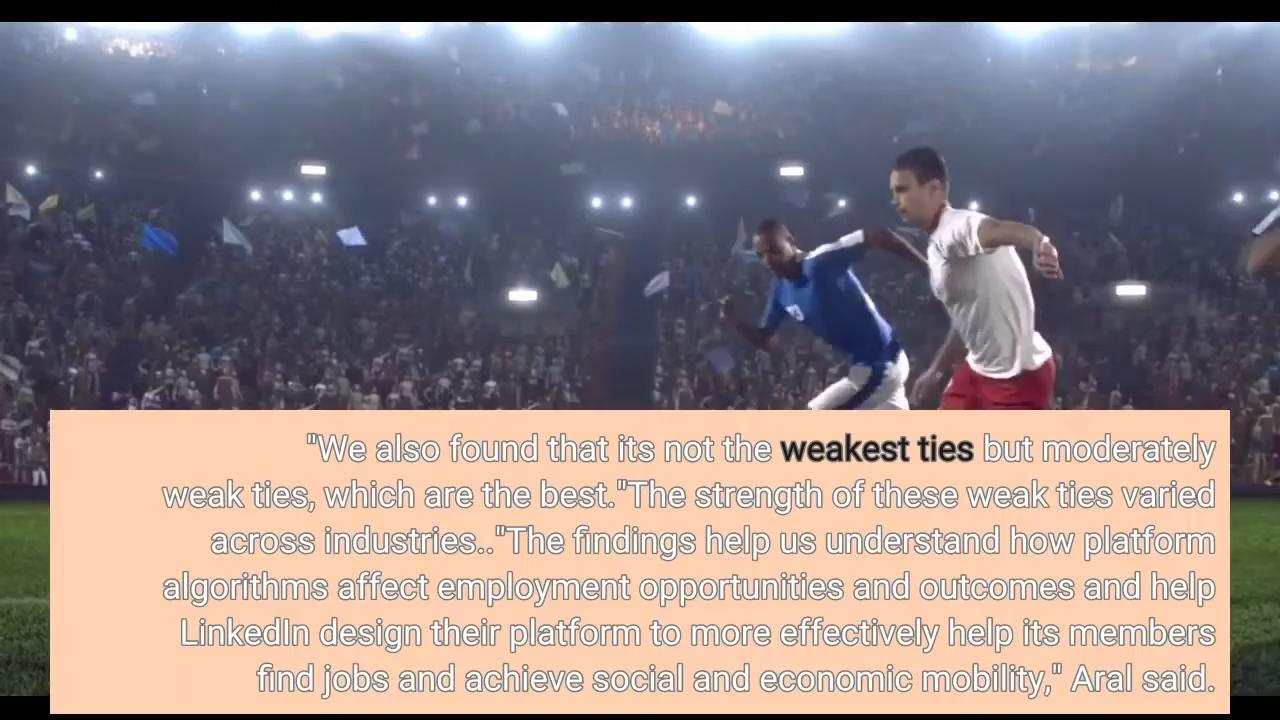 "We also found that its not the weakest ties but moderately
weak ties, which are the best."The strength of these weak ties varied
across industries.."The findings help us understand how platform
algorithms affect employment opportunities and outcomes and help
LinkedIn design their platform to more effectively help its members
find jobs and achieve social and economic mobility," Aral said.